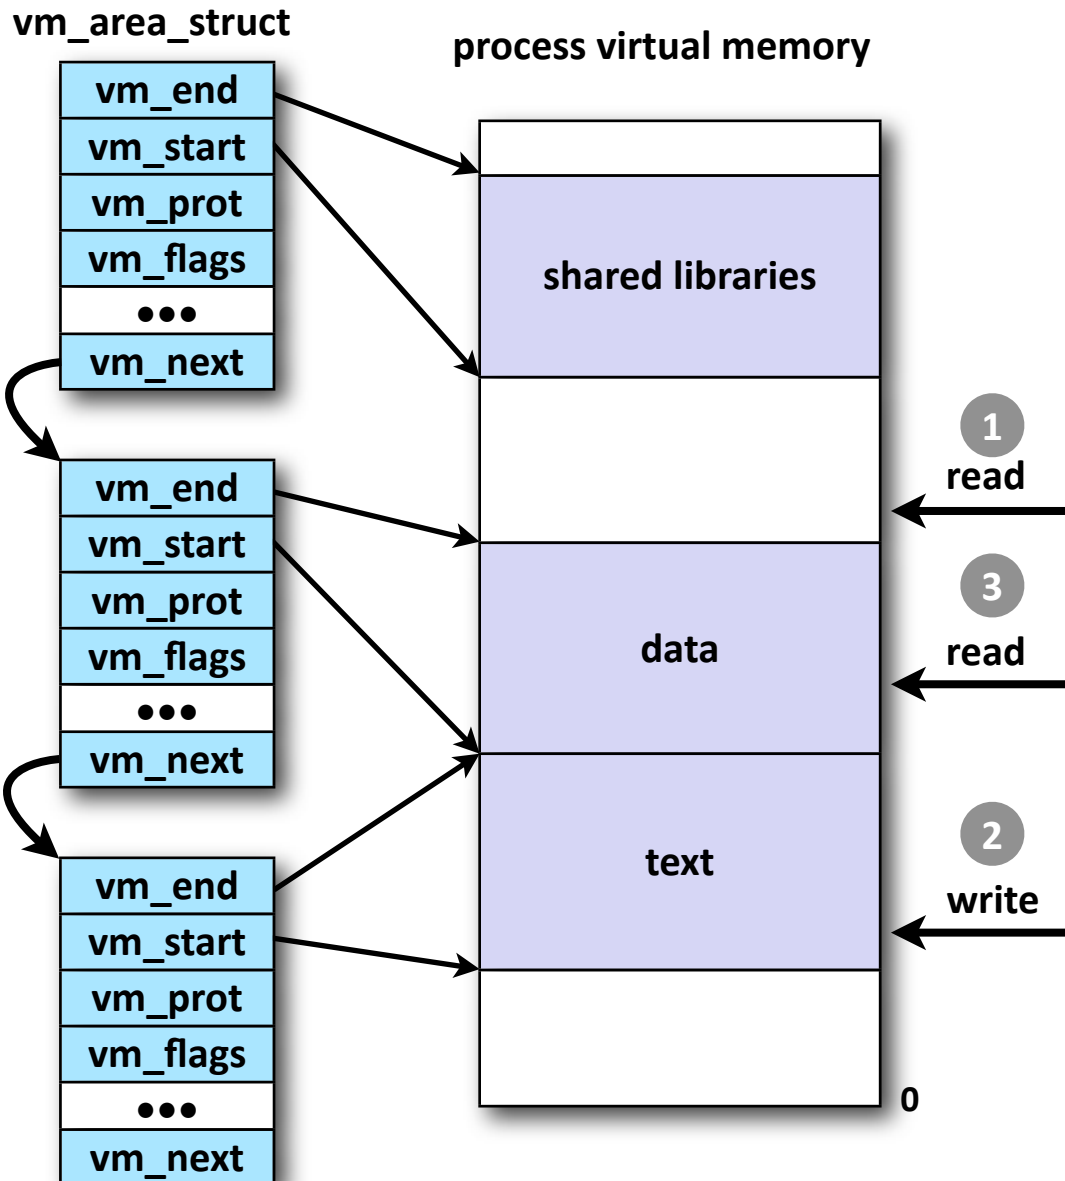 vm_area_struct
vm_end
vm_start
vm_prot
vm_flags
•••
vm_next
vm_end
vm_start
vm_prot
vm_flags
•••
vm_next
vm_end
vm_start
vm_prot
vm_flags
•••
vm_next
process virtual memory
shared libraries
data
text
0
1
read
3
read
2
write